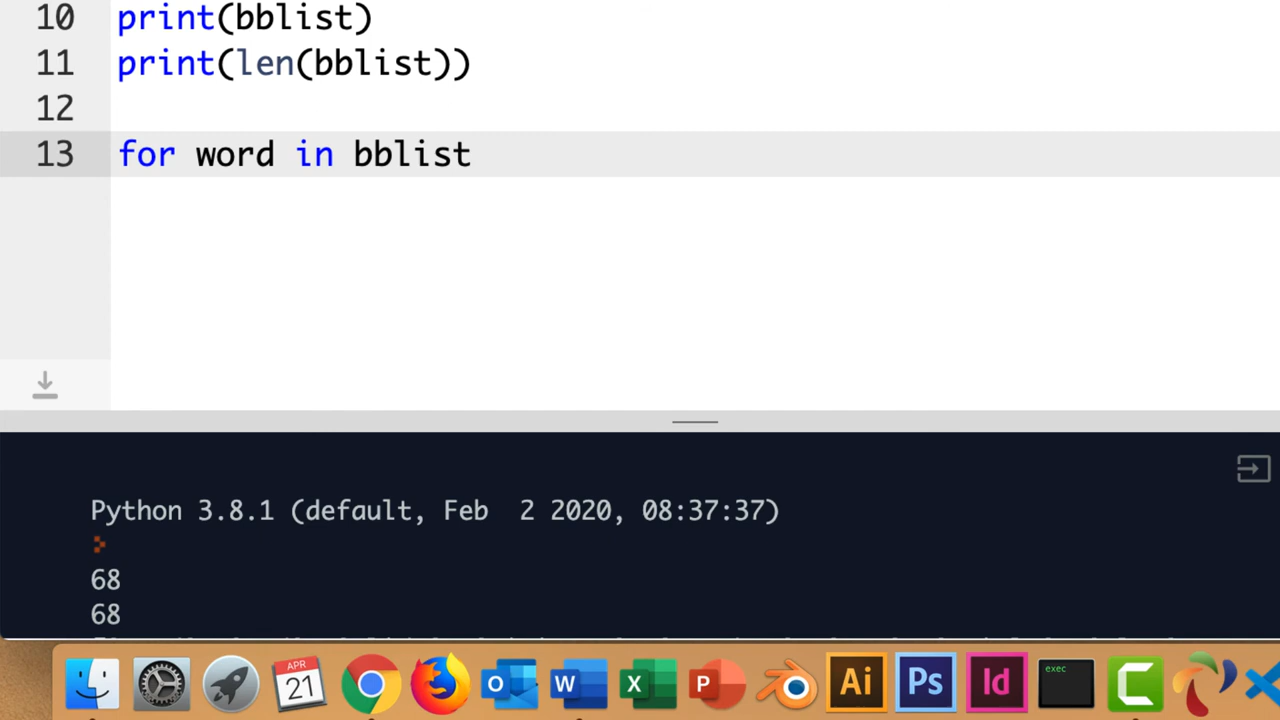 10 print(bblist)
11 print(len(bblist))
12
13 for word in bblist
Python 3.8.1 (default, Feb  2 2020, 08:37:37)
68
68
APR
21
O
W
X
P
Ai
Ps
Id
exec
C